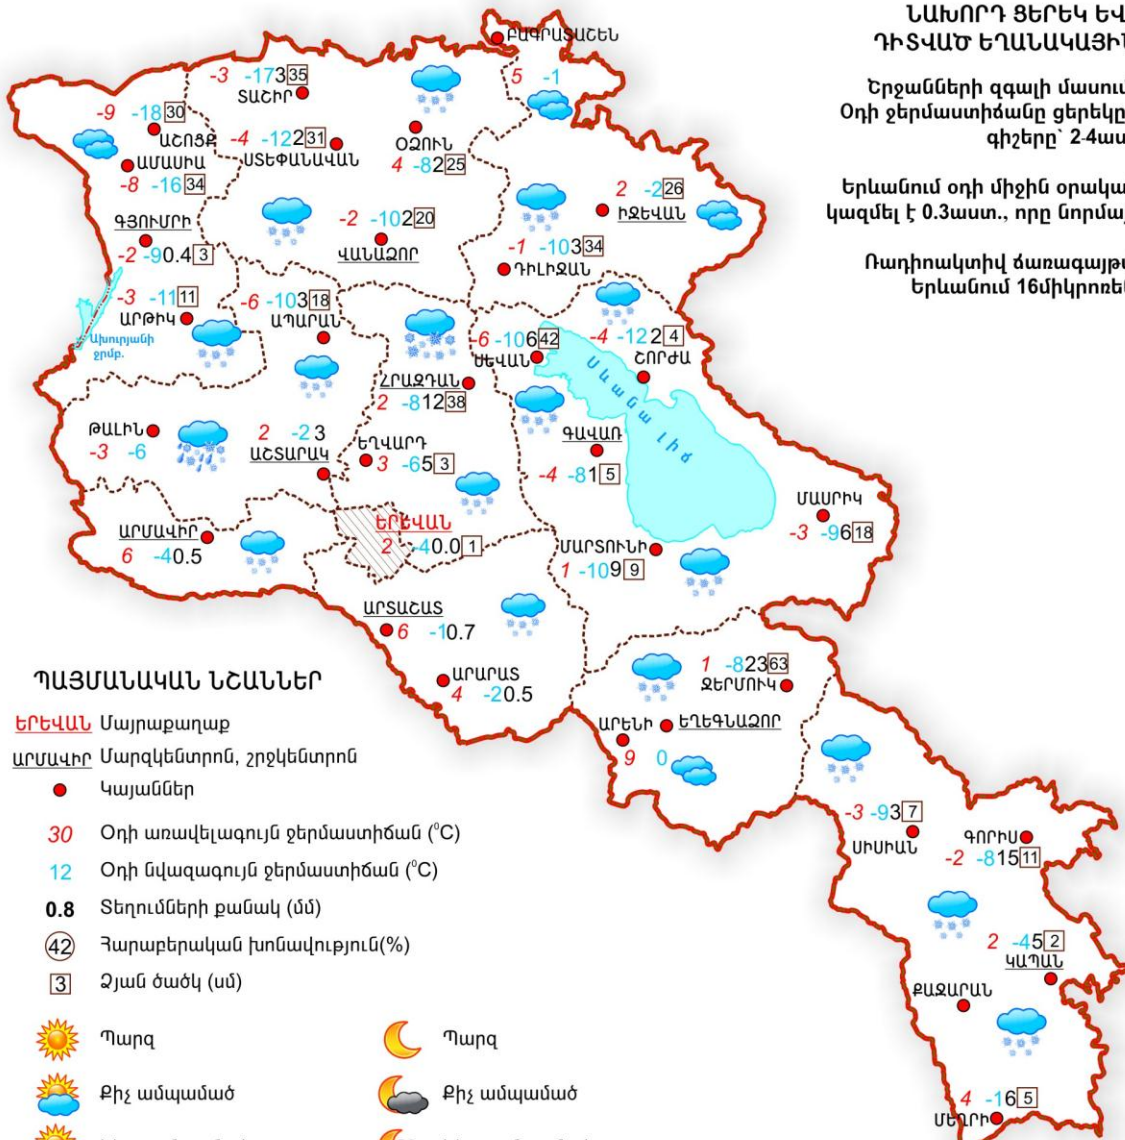 ՆԱԽՈՐԴ ՑԵՐԵԿ ԵՎ
ԴԻՏՎԱԾ ԵՂԱՆԱԿԱՅԻՆ
Շրջանների զգալի մասում
Օդի ջերմաստիճանը ցերեկը
գիշերը՝ 2-4աստ
Երևանում օդի միջին օրական
կազմել է 0.3աստ., որը նորմայ
Ռադիոակտիվ ճառագայթ
Երևանում 16միկրոռեն
ԲԱԳՐԱՏԱՇԵՆ
5 -1
-3 -17 3 35
ՏԱՇԻՐ
-9 -18 30
ԱՇՈՑՔ
-4 -12 2 31
ՍՏԵՓԱՆԱՎԱՆ
ՕՁՈՒՆ
4 -8 2 25
ԱՄԱՍԻԱ
-8 -16 34
2 -2 26
ԻՋԵՎԱՆ
ԳՅՈՒՄՐԻ
-2 -9 0.4 3
-2 -10 2 20
ՎԱՆԱՁՈՐ
-1 -10 3 34
ԴԻԼԻՋԱՆ
-3 -11 11
ԱՐԹԻԿ
-6 -10 3 18
ԱՊԱՐԱՆ
Ախուրյանի
ջրմբ.
-6 -10 6 42
ՍԵՎԱՆ
-4 -12 2 4
ՇՈՐԺԱ
Սևանա լիճ
ՀՐԱԶԴԱՆ
2 -8 12 38
ԹԱԼԻՆ
-3 -6
2 -2 3
ԱՇՏԱՐԱԿ
ԵՂՎԱՐԴ
3 -6 5 3
ԳԱՎԱՌ
-4 -8 1 5
ՄԱՍՐԻԿ
-3 -9 6 18
ԱՐՄԱՎԻՐ
6 -4 0.5
ԵՐԵՎԱՆ
2 -4 0.0 1
ՄԱՐՏՈՒՆԻ
1 -10 9 9
ԱՐՏԱՇԱՏ
6 -1 0.7
ԱՐԱՐԱՏ
4 -2 0.5
1 -8 23 63
ՋԵՐՄՈՒԿ
ԱՐԵՆԻ
9 0
ԵՂԵԳՆԱՁՈՐ
-3 -9 3 7
ՍԻՍԻԱՆ
ԳՈՐԻՍ
-2 -8 15 11
2 -4 5 2
ԿԱՊԱՆ
ՔԱՋԱՐԱՆ
4 -1 6 5
ՄԵՂՐԻ
ՊԱՅՄԱՆԱԿԱՆ ՆՇԱՆՆԵՐ
ԵՐԵՎԱՆ Մայրաքաղաք
ԱՐՄԱՎԻՐ Մարզկենտրոն, շրջկենտրոն
Կայաններ
30 Օդի առավելագույն ջերմաստիճան (⁰C)
12 Օդի նվազագույն ջերմաստիճան (⁰C)
0.8 Տեղումների քանակ (մմ)
42 Հարաբերական խոնավություն(%)
3 Ձյան ծածկ (սմ)
Պարզ Պարզ
Քիչ ամպամած Քիչ ամպամած